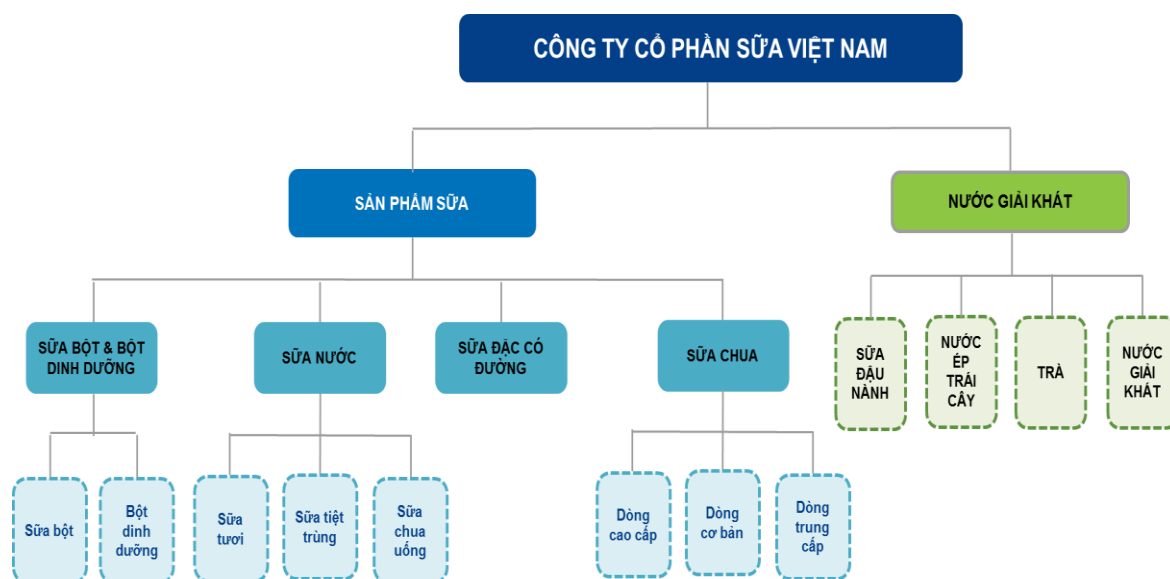 CÔNG TY CỔ PHẦN SỮA VIỆT NAM
SẢN PHẨM SỮA
NƯỚC GIẢI KHÁT
SỮA BỘT & BỘT
DINH DƯỠNG
SỮA NƯỚC
SỮA ĐẶC CÓ
ĐƯỜNG
SỮA CHUA
SỮA
ĐẬU
NÀNH
NƯỚC
ÉP
TRÁI
CÂY
TRÀ
NƯỚC
GIẢI
KHÁT
Sữa bột
Bột
dinh
dưỡng
Sữa
tươi
Sữa tiệt
trùng
Sữa
chua
uống
Dòng
cao cấp
Dòng
cơ bản
Dòng
trung
cấp